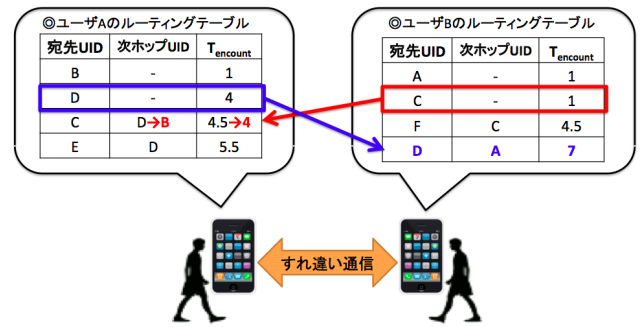 ◎ユーザAのルーティングテーブル
宛先UID 次ホップUID Tencount
B - 1
D - 4
C D→B 4.5→4
E D 5.5
◎ユーザBのルーティングテーブル
宛先UID 次ホップUID Tencount
A - 1
C - 1
F C 4.5
D A 7
すれ違い通信